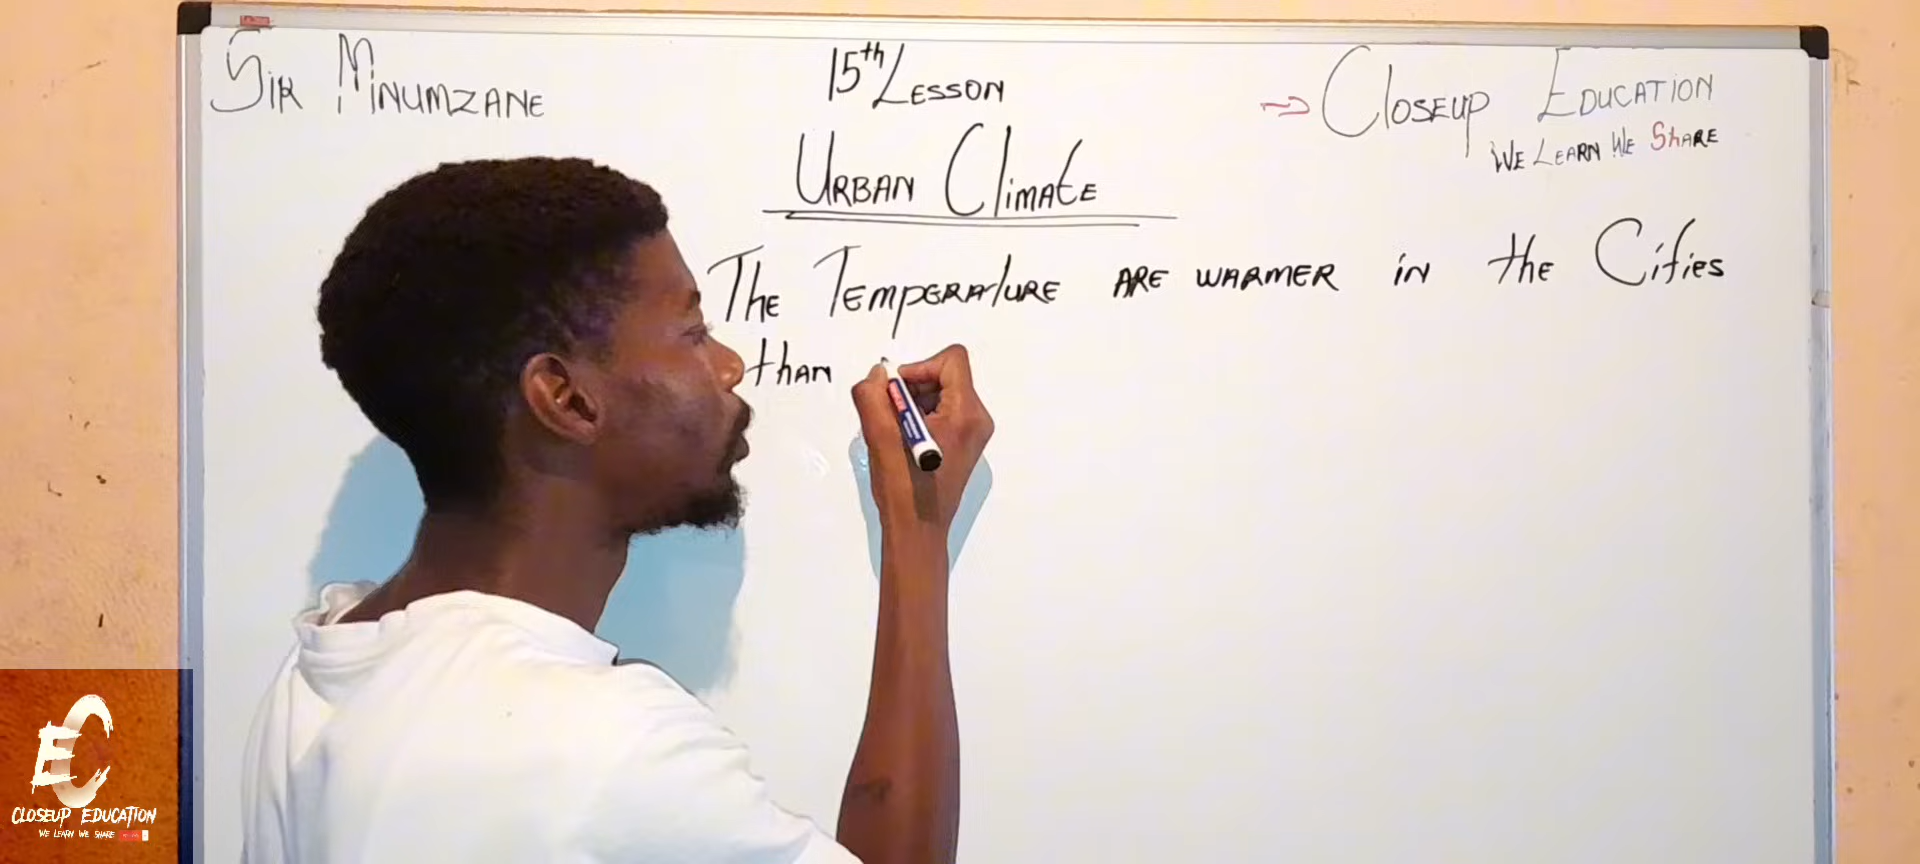 Sir Minumzane
15th Lesson
Closeup Education
We Learn We Share
Urban Climate
The Temperature are warmer in the Cities
than
CLOSEUP EDUCATION
WE LEARN WE SHARE